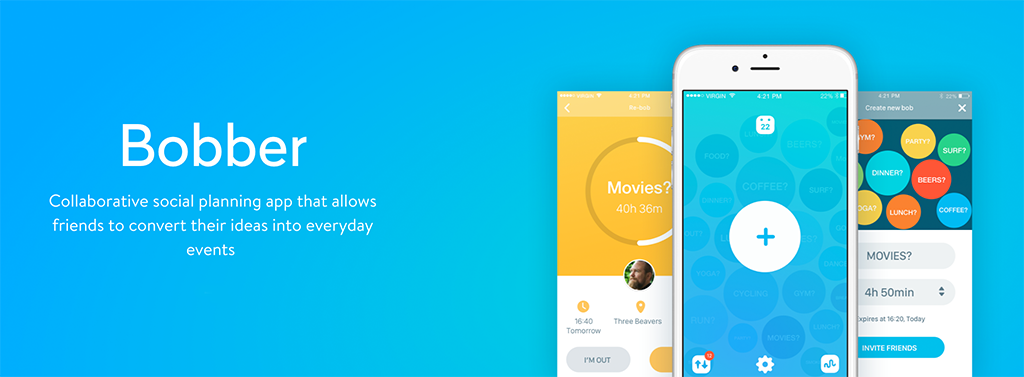 Bobber
Collaborative social planning app that allows
friends to convert their ideas into everyday
events
VIRGIN 4:21 PM
Re-bob
Movies?
40h 36m
16:40
Tomorrow
Three Beavers
I'M OUT
VIRGIN 4:21 PM 22%
22
BEERS?
FOOD?
COFFEE?
SURF?
DINNER?
YOGA?
CYCLING
GYM?
LUNCH?
MOVIES?
12
4:21 PM 22%
Create new bob
GYM?
PARTY?
SURF?
DINNER?
BEERS?
LUNCH?
COFFEE?
MOVIES?
4h 50min
Expires at 16:20, Today
INVITE FRIENDS